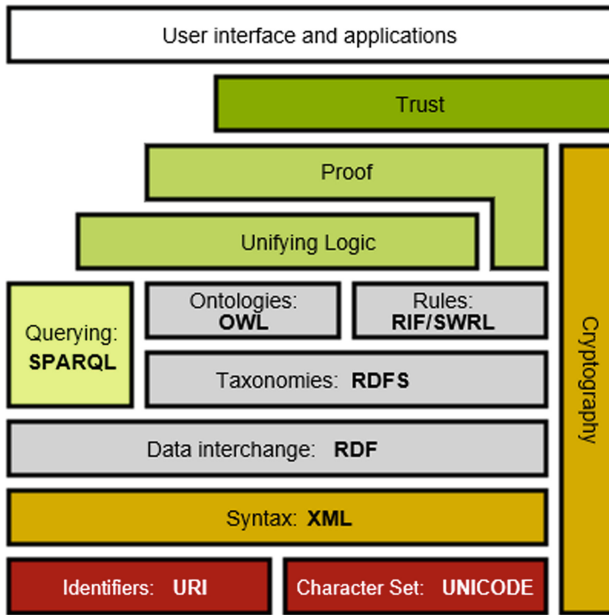 User interface and applications
Trust
Proof
Unifying Logic
Ontologies:
OWL
Rules:
RIF/SWRL
Querying:
SPARQL
Taxonomies: RDFS
Cryptography
Data interchange: RDF
Syntax: XML
Identifiers: URI
Character Set: UNICODE